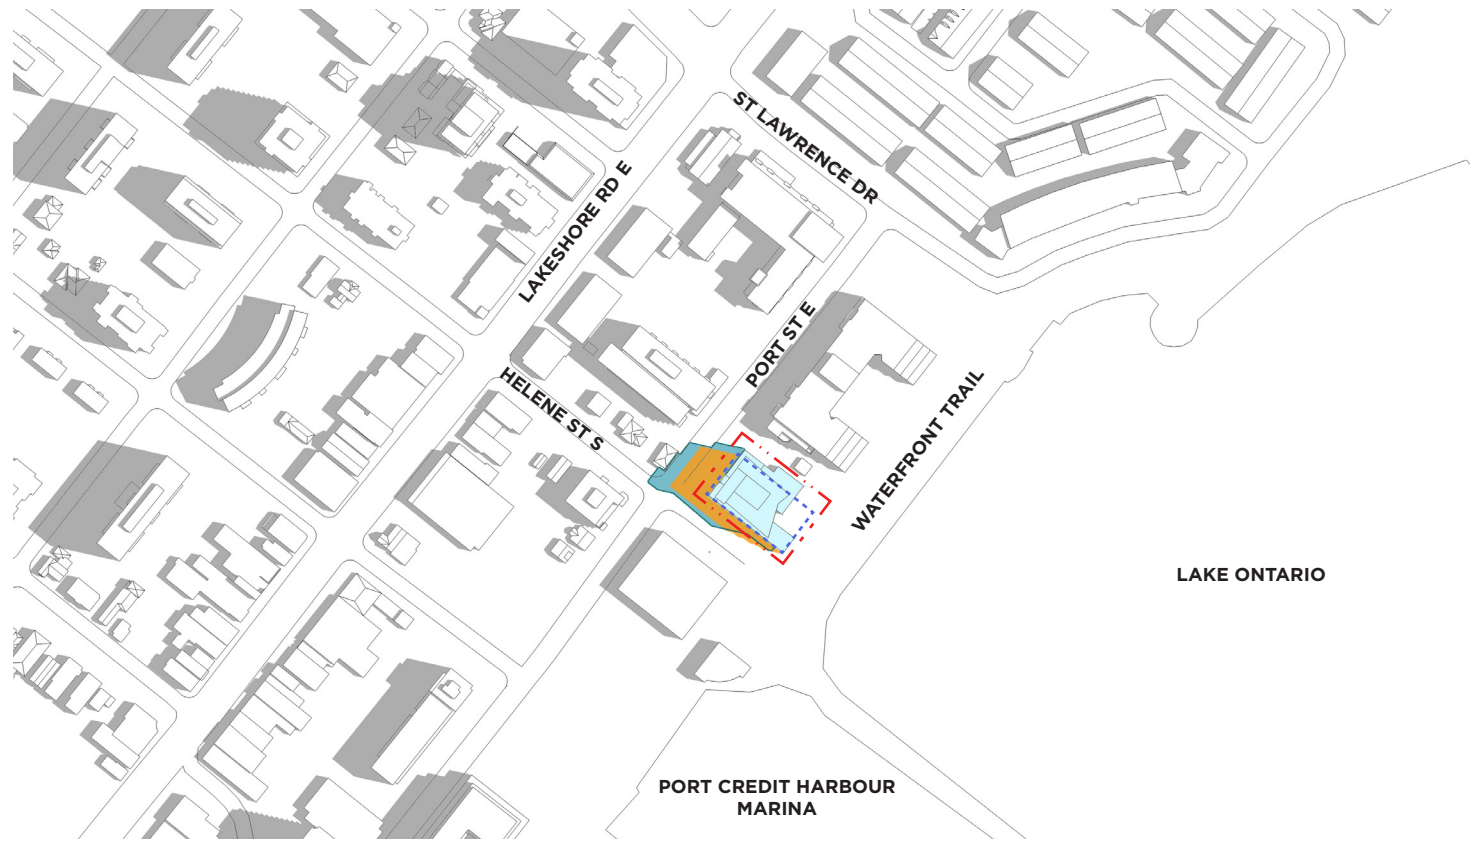 ST LAWRENCE DR
LAKESHORE RD E
PORT ST E
HELENE ST S
WATERFRONT TRAIL
LAKE ONTARIO
PORT CREDIT HARBOUR
MARINA